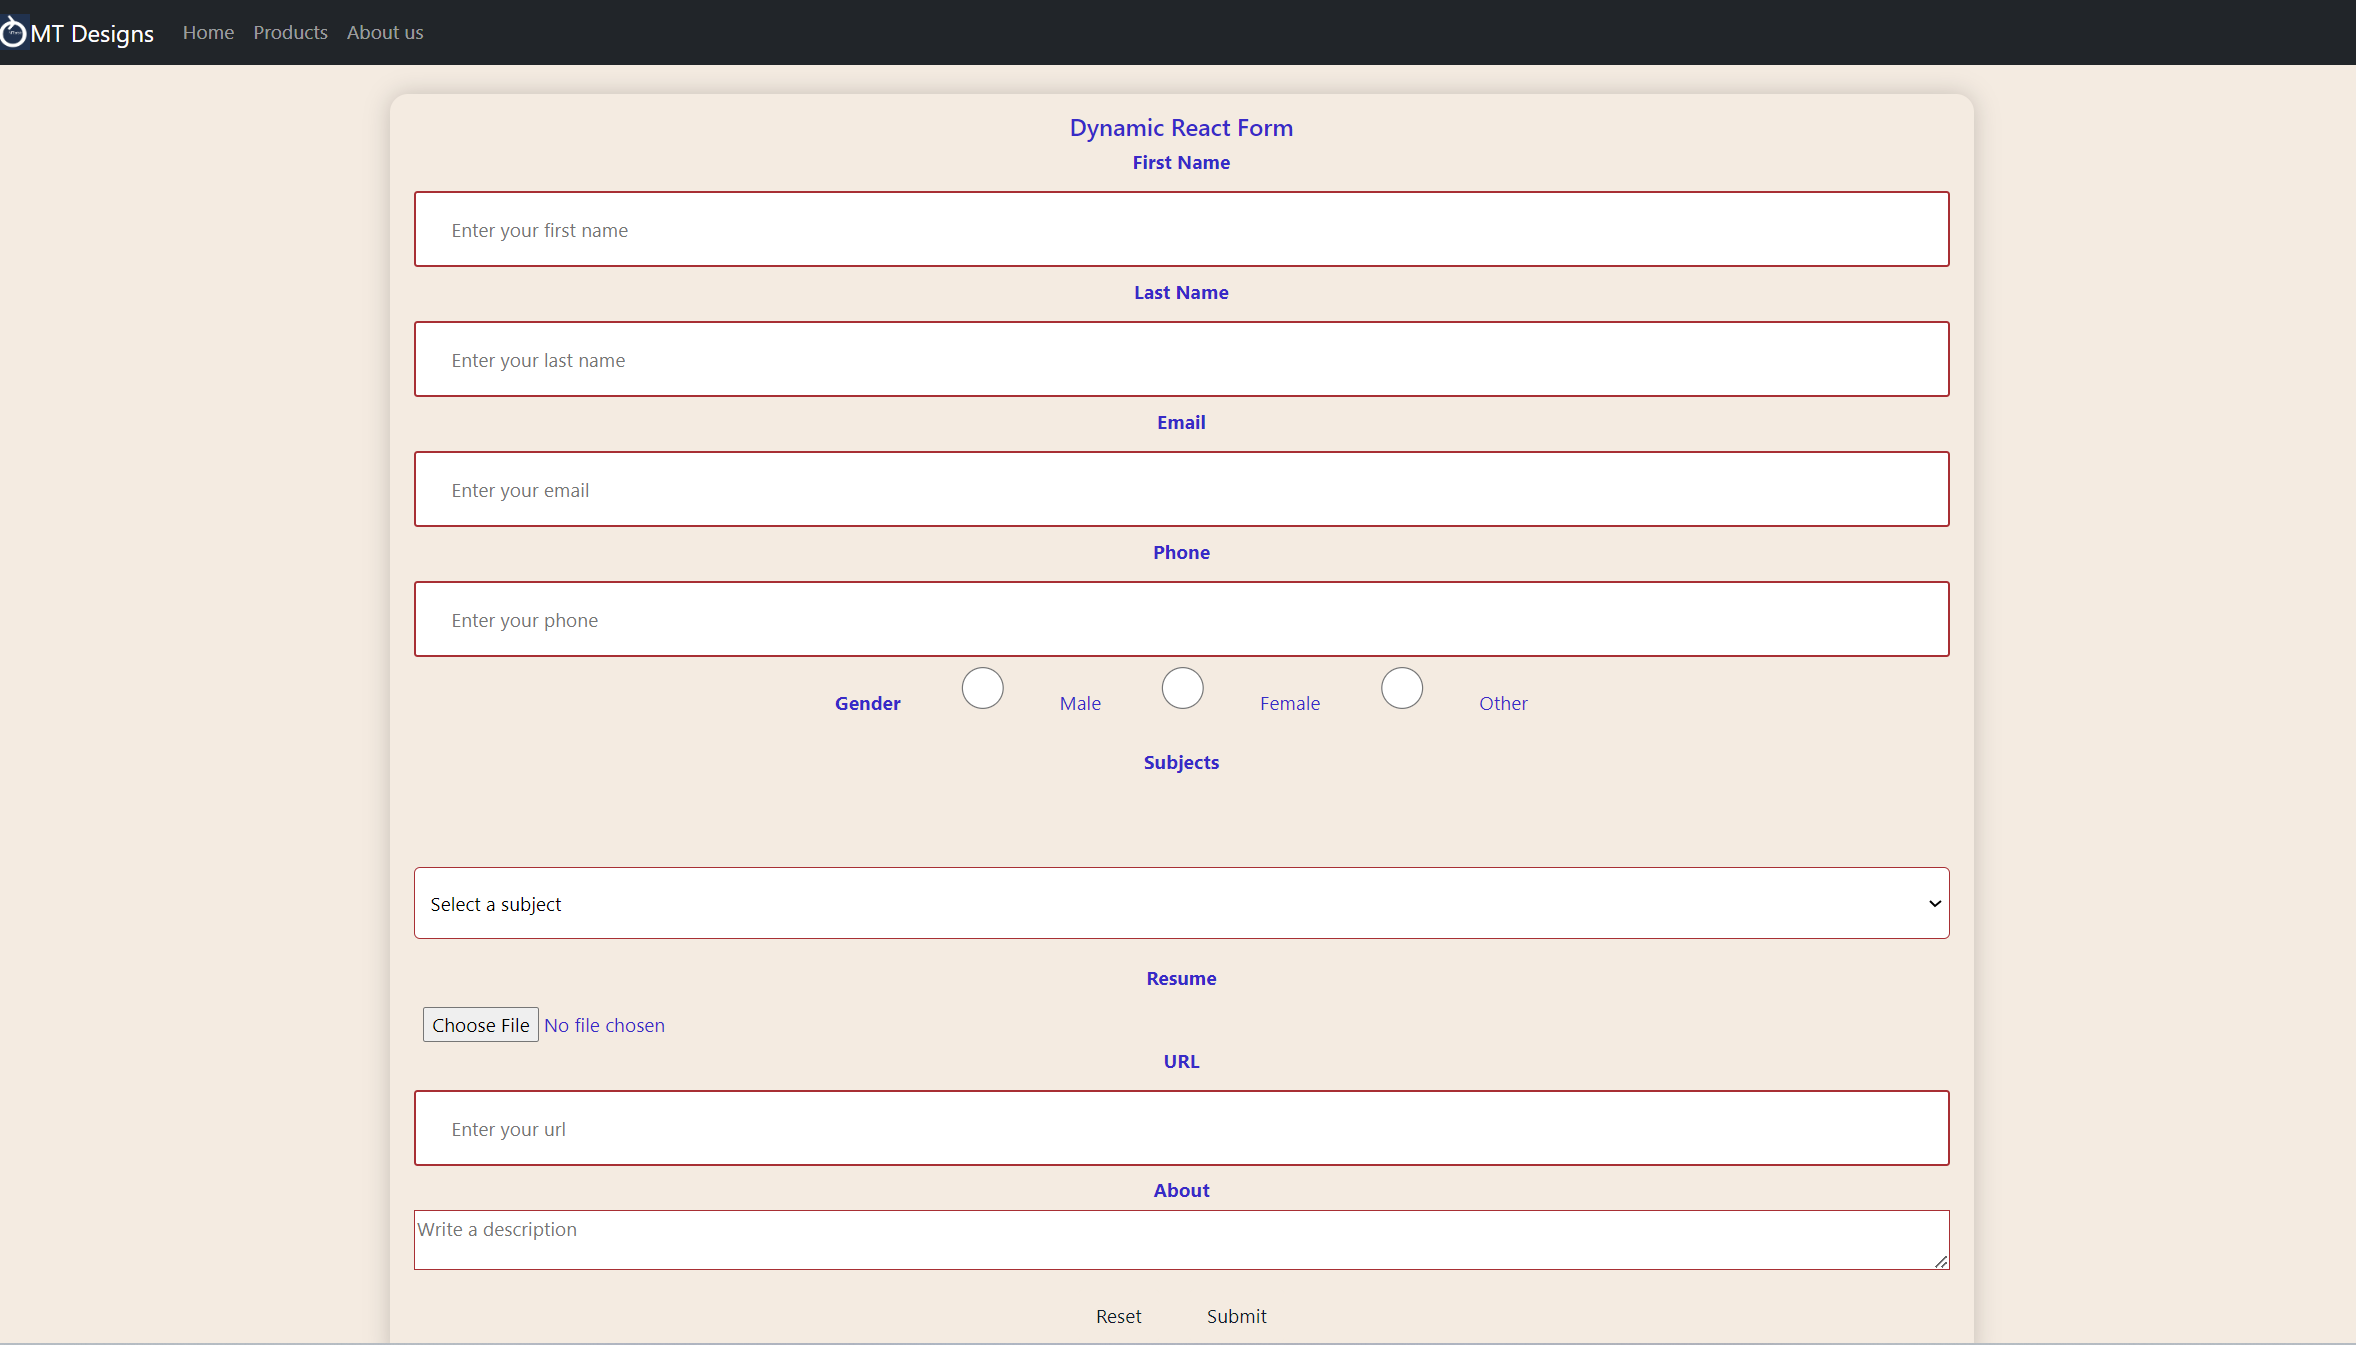 MT Designs Home Products About us
Dynamic React Form
First Name
Enter your first name
Last Name
Enter your last name
Email
Enter your email
Phone
Enter your phone
Gender Male Female Other
Subjects
Select a subject
Resume
Choose File No file chosen
URL
Enter your url
About
Write a description
Reset Submit